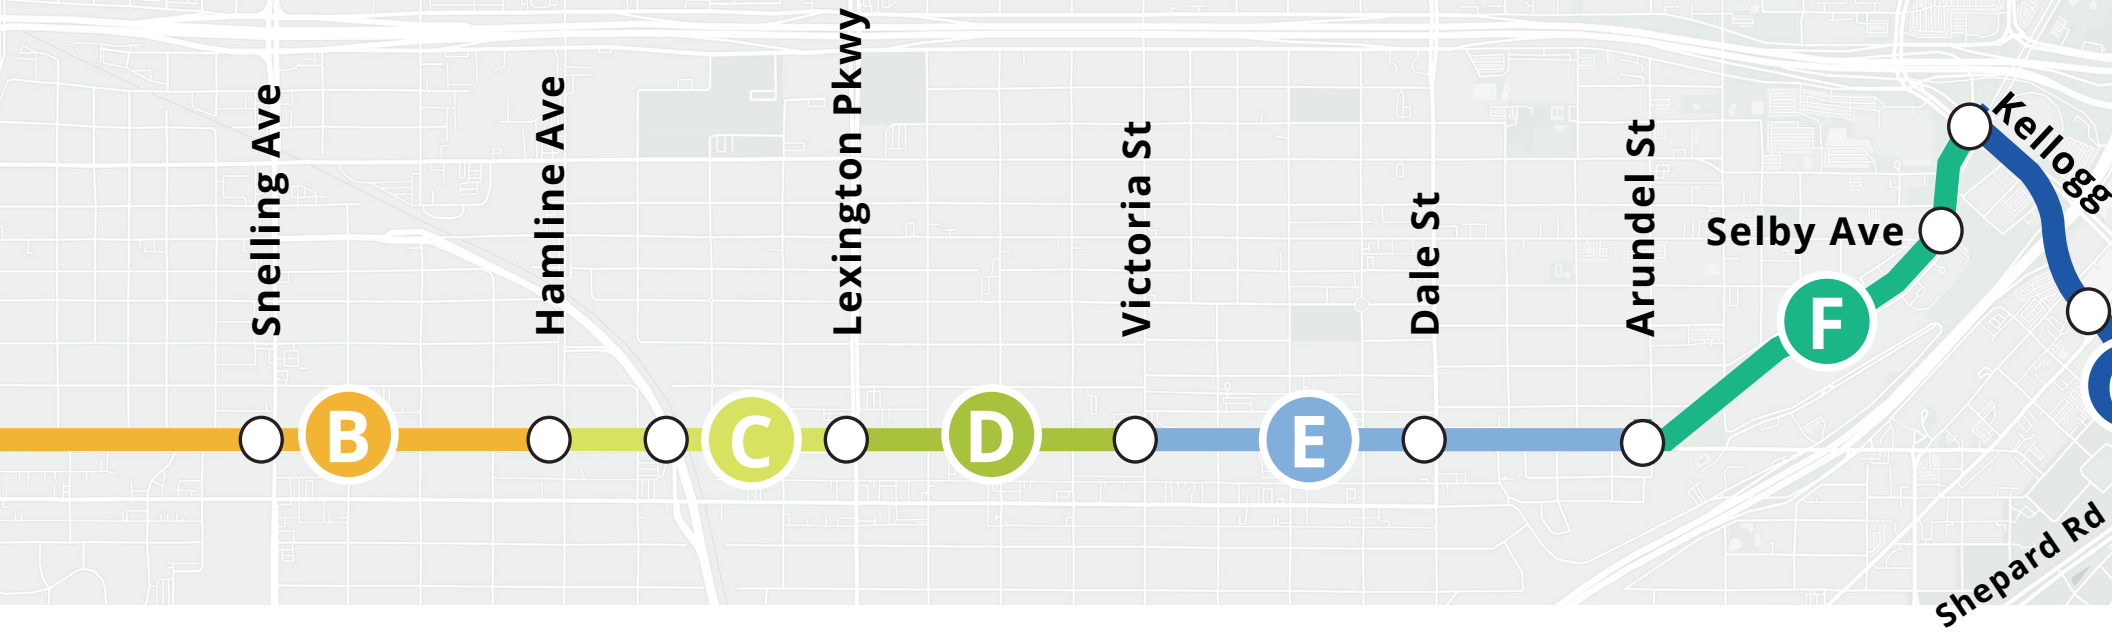 Snelling Ave
Hamline Ave
Lexington Pkwy
Victoria St
Dale St
Arundel St
Selby Ave
Kellogg
B
C
D
E
F
Shepard Rd